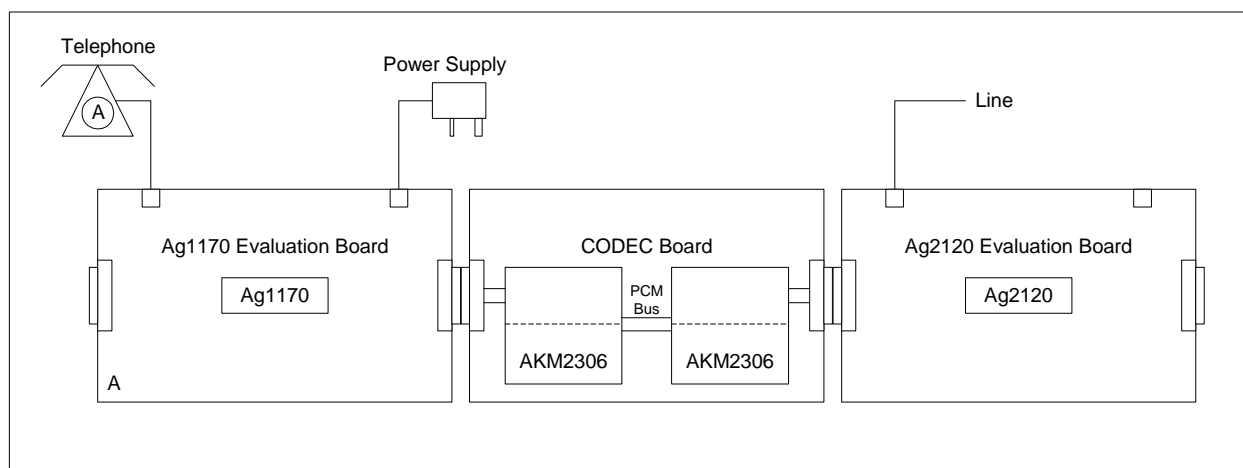 Telephone
Power Supply
A
Line
Ag1170 Evaluation Board
CODEC Board
Ag2120 Evaluation Board
Ag1170
PCM
Bus
Ag2120
AKM2306
AKM2306
A